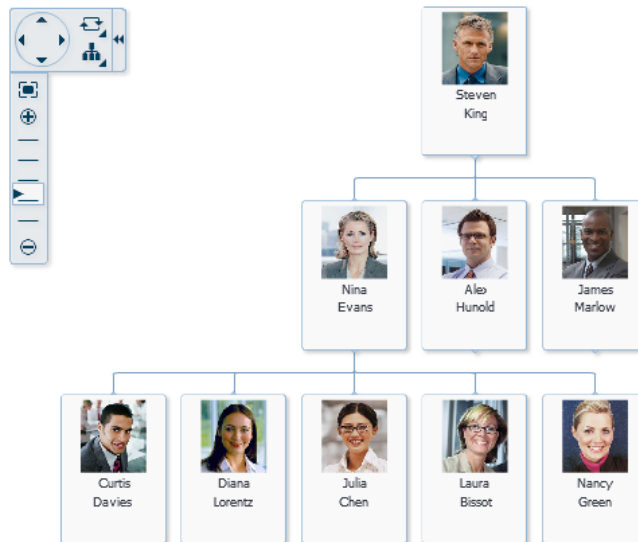 Steven
King
Nina
Evans
Alex
Hunold
James
Marlow
Curtis
Davies
Diana
Lorentz
Julia
Chen
Laura
Bissot
Nancy
Green